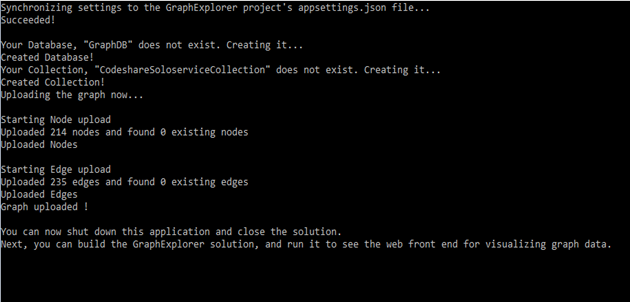 Synchronizing settings to the GraphExplorer project's appsettings.json file...
Succeeded!
Your Database, "GraphDB" does not exist. Creating it...
Created Database!
Your Collection, "CodeshareSoloserviceCollection" does not exist. Creating it...
Created Collection!
Uploading the graph now...
Starting Node upload
Uploaded 214 nodes and found 0 existing nodes
Uploaded Nodes
Starting Edge upload
Uploaded 235 edges and found 0 existing edges
Uploaded Edges
Graph uploaded !
You can now shut down this application and close the solution.
Next, you can build the GraphExplorer solution, and run it to see the web front end for visualizing graph data.